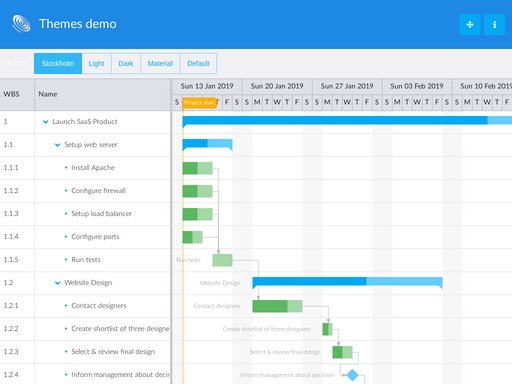 Themes demo
Stockholm Light Dark Material Default
WBS Name
Sun 13 Jan 2019 Sun 20 Jan 2019 Sun 27 Jan 2019 Sun 03 Feb 2019 Sun 10 Feb 2019
S Project start F S S M T W T F S S M T W T F S S M T W T F S S M T W T F
1 Launch SaaS Product
1.1 Setup web server
1.1.1 Install Apache
1.1.2 Configure firewall
1.1.3 Setup load balancer
1.1.4 Configure ports
1.1.5 Run tests Run tests
1.2 Website Design Website Design
1.2.1 Contact designers Contact designers
1.2.2 Create shortlist of three designe Create shortlist of three designers
1.2.3 Select & review final design Select & review final design
1.2.4 Inform management about decis Inform management about decision